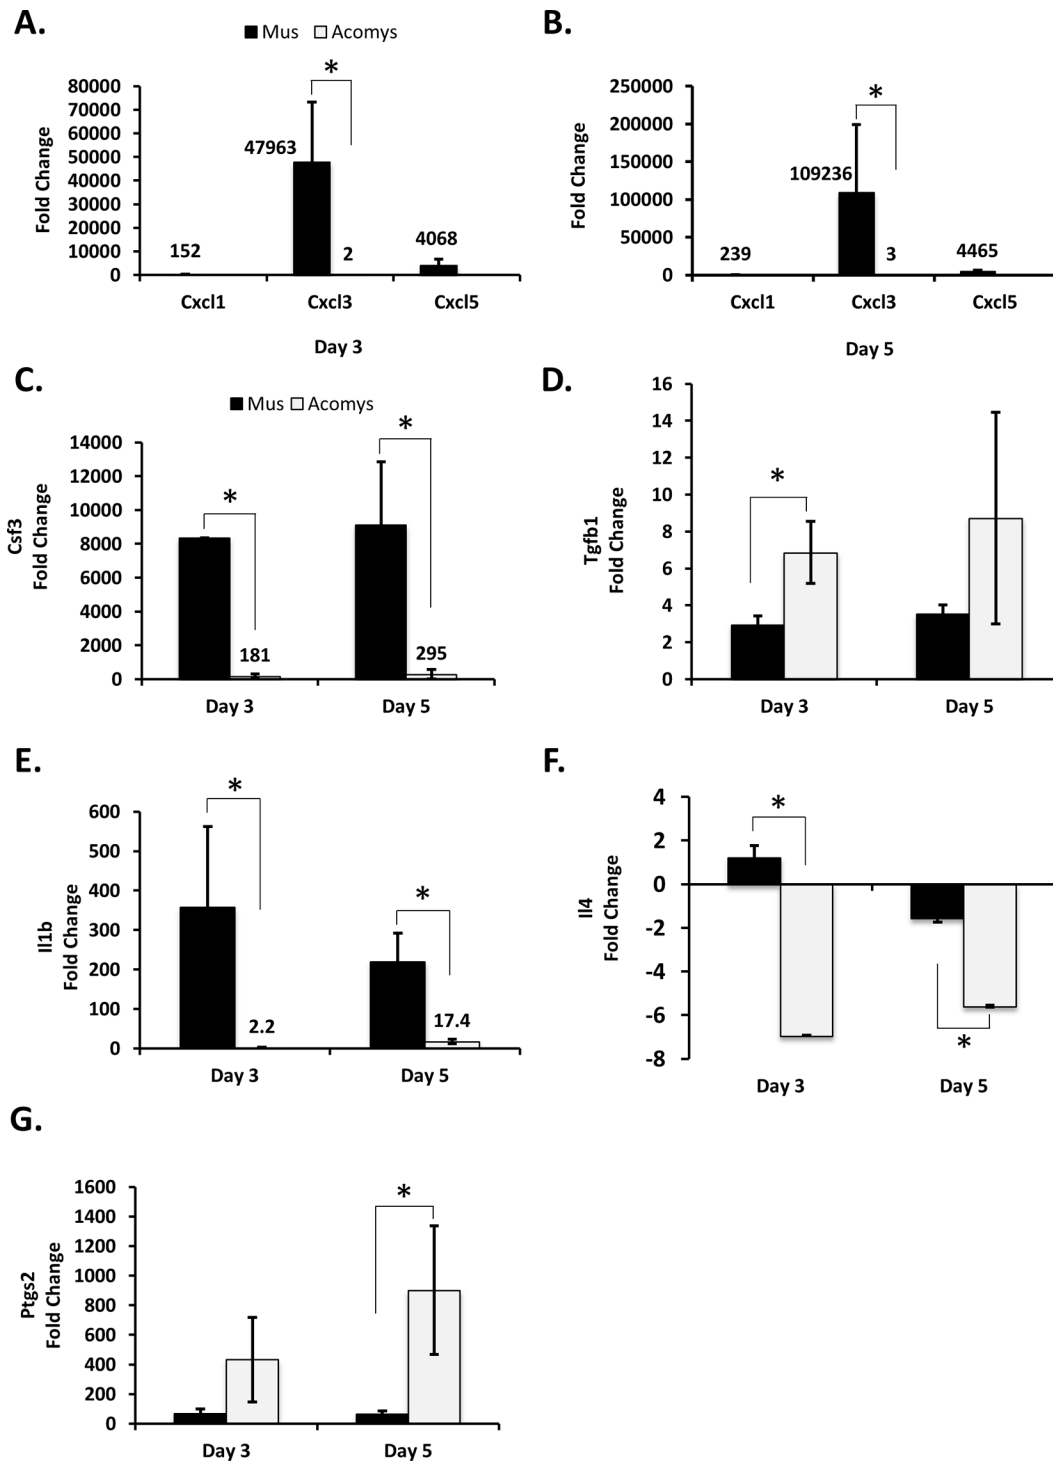 A.
Mus Acomys
*
80000
70000
60000
50000
40000
30000
20000
10000
0
Fold Change
47963
152
2
4068
Cxcl1 Cxcl3 Cxcl5
Day 3
B.
*
250000
200000
150000
100000
50000
0
Fold Change
109236
239
3
4465
Cxcl1 Cxcl3 Cxcl5
Day 5
C.
Mus Acomys
*
*
14000
12000
10000
8000
6000
4000
2000
0
Csf3
Fold Change
181
295
Day 3 Day 5
D.
*
16
14
12
10
8
6
4
2
0
Tgfb1
Fold Change
Day 3 Day 5
E.
*
*
600
500
400
300
200
100
0
Il1b
Fold Change
2.2
17.4
Day 3 Day 5
F.
*
4
2
0
-2
-4
-6
-8
Il4
Fold Change
*
Day 3 Day 5
G.
*
1600
1400
1200
1000
800
600
400
200
0
Ptgs2
Fold Change
Day 3 Day 5